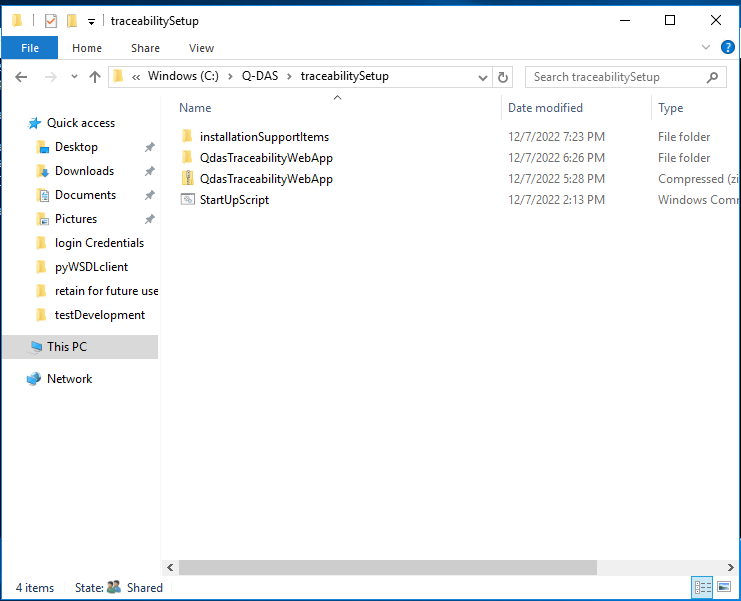 traceabilitySetup
File Home Share View
« Windows (C:) > Q-DAS > traceabilitySetup
Search traceabilitySetup
Name Date modified Type
Quick access
Desktop
Downloads
Documents
Pictures
login Credentials
pyWSDLclient
retain for future use
testDevelopment
This PC
Network
installationSupportItems 12/7/2022 7:23 PM File folder
QdasTraceabilityWebApp 12/7/2022 6:26 PM File folder
QdasTraceabilityWebApp 12/7/2022 5:28 PM Compressed (zi
StartUpScript 12/7/2022 2:13 PM Windows Comm
4 items State: Shared